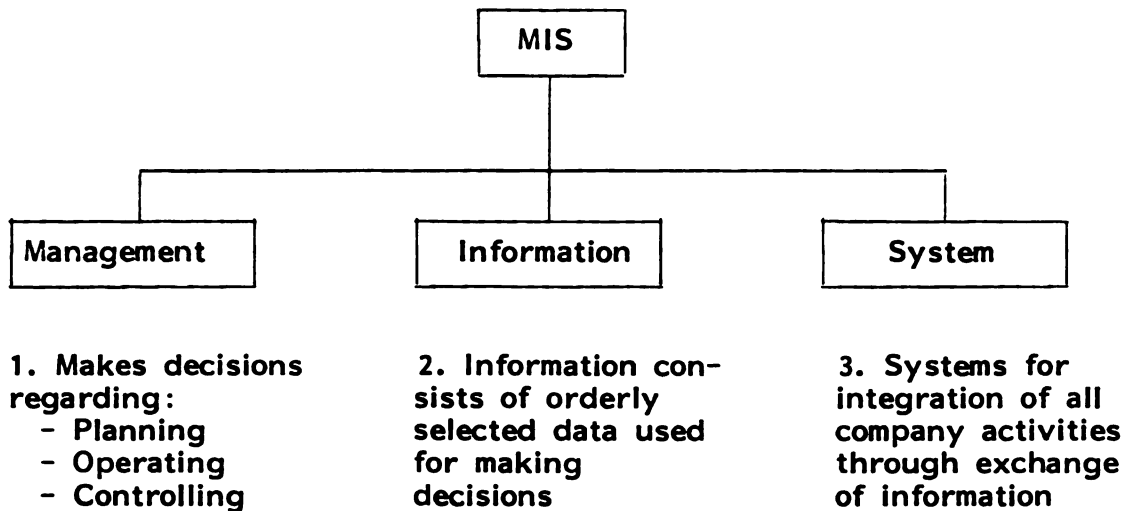 MIS
Management
Information
System
1. Makes decisions
regarding:
- Planning
- Operating
- Controlling
2. Information con-
sists of orderly
selected data used
for making
decisions
3. Systems for
integration of all
company activities
through exchange
of information